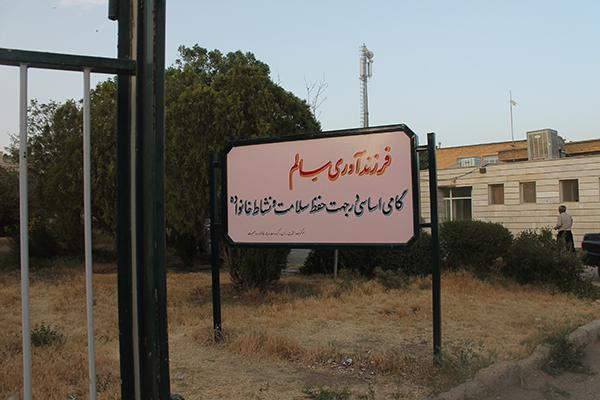 فرزندآوری سالم
گامی اساسی در جهت حفظ سلامت و نشاط خانواده